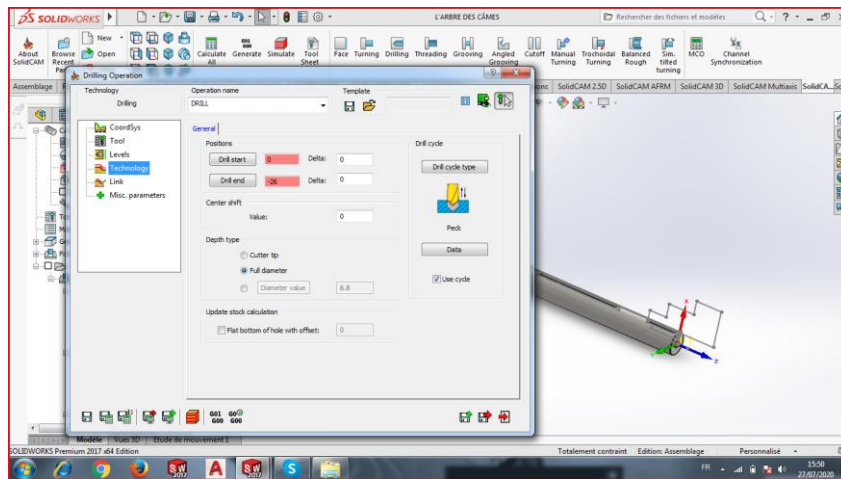 SOLIDWORKS
L'ARBRE DES CÂMES
Rechercher des fichiers et modèles
About SolidCAM
Browse Recent
New
Open
Calculate All
Generate
Simulate
Tool Sheet
Face
Turning
Drilling
Threading
Grooving
Angled Grooving
Cutoff
Manual Turning
Trochoidal Turning
Balanced Rough
Sim. tilted turning
MCO
Channel Synchronization
Assemblage
SolidCAM 2.5D
SolidCAM AFRM
SolidCAM 3D
SolidCAM Multiaxis
SolidCA...
Drilling Operation
Technology
Drilling
Operation name
DRILL
Template
CoordSys
Tool
Levels
Technology
Link
Misc. parameters
General
Positions
Drill start
0
Delta:
0
Drill end
-26
Delta:
0
Center shift
Value:
0
Depth type
Cutter tip
Full diameter
Diameter value
6.8
Update stock calculation
Flat bottom of hole with offset:
0
Drill cycle
Drill cycle type
Peck
Data
Use cycle
G01 G00
G00 G00
Modèle
Vues 3D
Etude de mouvement 1
SOLIDWORKS Premium 2017 x64 Edition
Totalement contraint
Edition: Assemblage
Personnalisé
FR
15:50
27/07/2020